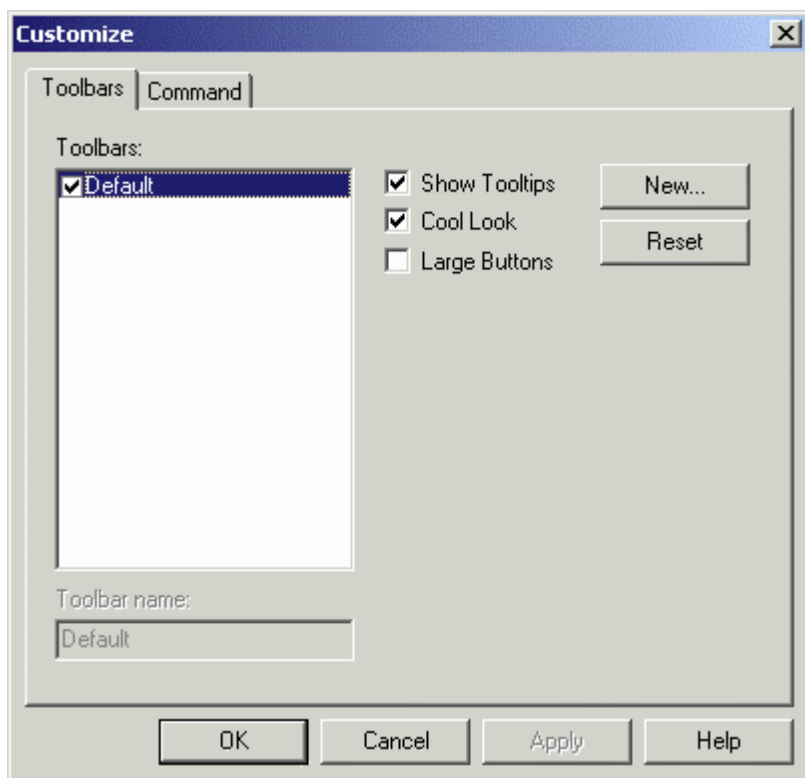 Customize
Toolbars Command
Toolbars:
Default
Show Tooltips
Cool Look
Large Buttons
New...
Reset
Toolbar name:
Default
OK Cancel Apply Help